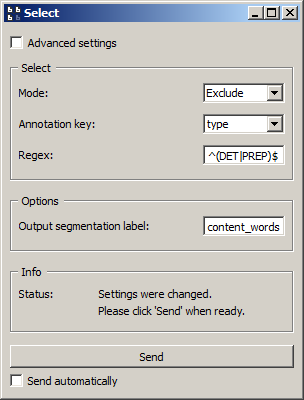 Select
Advanced settings
Select
Mode: Exclude
Annotation key: type
Regex: ^(DET|PREP)$
Options
Output segmentation label: content_words
Info
Status: Settings were changed.
Please click 'Send' when ready.
Send
Send automatically